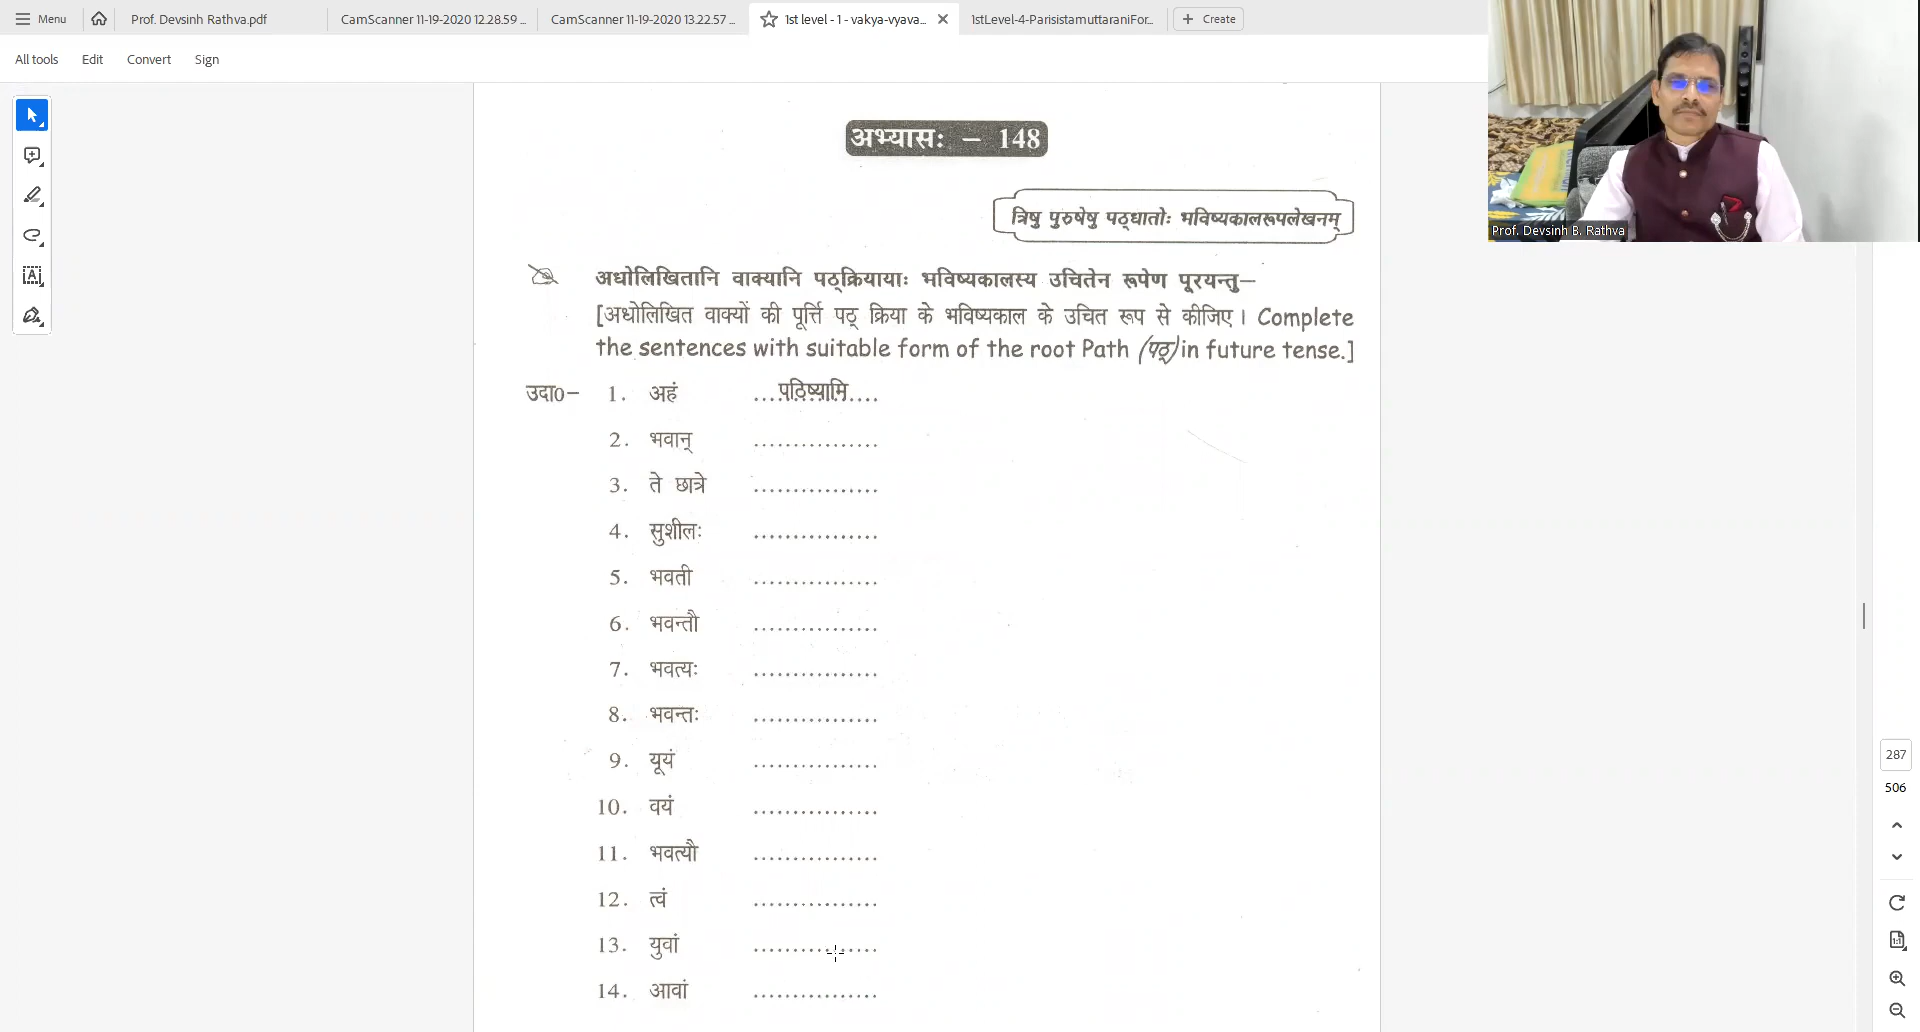 Menu
Prof. Devsinh Rathva.pdf
CamScanner 11-19-2020 12.28.59 ...
CamScanner 11-19-2020 13.22.57 ...
1st level - 1 - vakya-vyava...
1stLevel-4-ParisistamuttaraniFor...
Create
All tools Edit Convert Sign
Prof. Devsinh B. Rathva
अभ्यासः – 148
त्रिषु पुरुषेषु पठ्धातोः भविष्यकालरूपलेखनम्
अधोलिखितानि वाक्यानि पठ्क्रियायाः भविष्यकालस्य उचितेन रूपेण पूरयन्तु–
[अधोलिखित वाक्यों की पूर्त्ति पठ् क्रिया के भविष्यकाल के उचित रूप से कीजिए। Complete
the sentences with suitable form of the root Path (पठ्) in future tense.]
उदा0– 1. अहं ...पठिष्यामि....
2. भवान् ................
3. ते छात्रे ................
4. सुशीलः ................
5. भवती ................
6. भवन्तौ ................
7. भवत्यः ................
8. भवन्तः ................
9. यूयं ................
10. वयं ................
11. भवत्यौ ................
12. त्वं ................
13. युवां ................
14. आवां ................
287
506